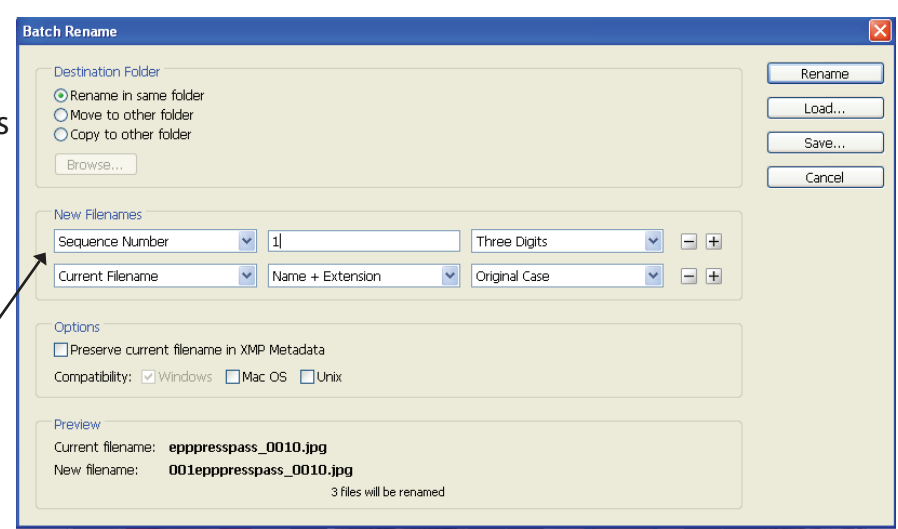 Batch Rename
Destination Folder
Rename in same folder
Move to other folder
Copy to other folder
Browse...
Rename
Load...
Save...
Cancel
s
New Filenames
Sequence Number 1 Three Digits
Current Filename Name + Extension Original Case
Options
Preserve current filename in XMP Metadata
Compatibility: Windows Mac OS Unix
Preview
Current filename: epppresspass_0010.jpg
New filename: 001epppresspass_0010.jpg
3 files will be renamed